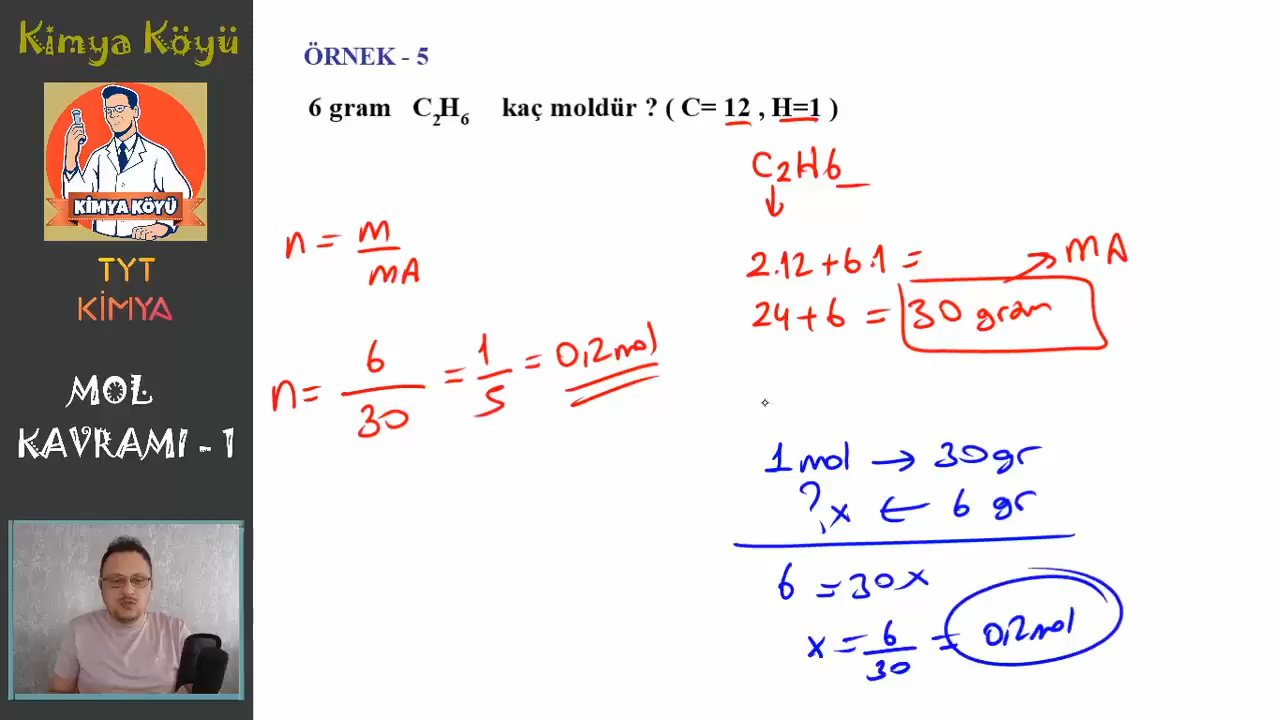 Kimya Köyü
KİMYA KÖYÜ
TYT
KİMYA
MOL
KAVRAMI - 1
ÖRNEK - 5
6 gram C₂H₆ kaç moldür ? ( C= 12 , H=1 )
C2H6
n = m / mA
2.12+6.1 = → mA
24+6 = 30 gram
n = 6 / 30 = 1 / 5 = 0,2 mol
1 mol → 30 gr
? x ← 6 gr
6 = 30x
x = 6 / 30 = 0,2 mol